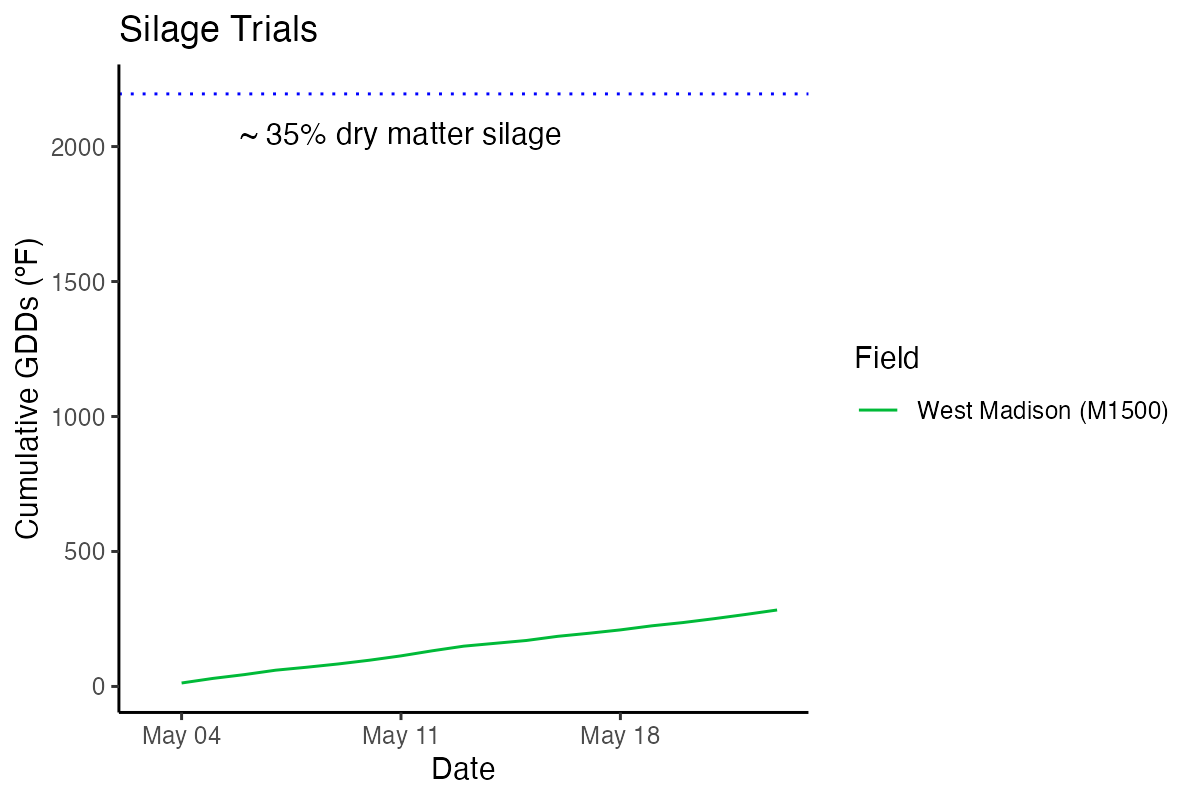 Silage Trials
~ 35% dry matter silage
2000
1500
1000
500
0
Cumulative GDDs (°F)
May 04
May 11
May 18
Date
Field
West Madison (M1500)